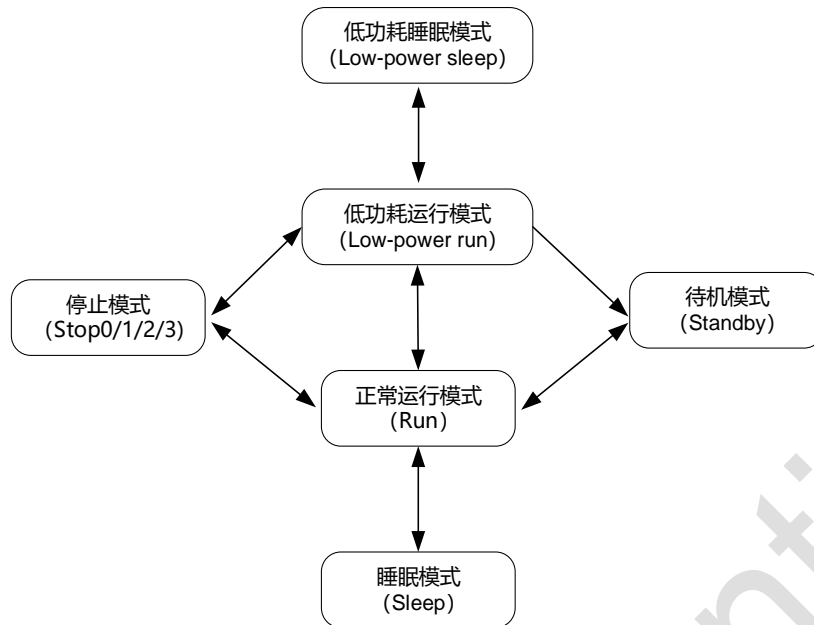 低功耗睡眠模式
(Low-power sleep)
低功耗运行模式
(Low-power run)
停止模式
(Stop0/1/2/3)
待机模式
(Standby)
正常运行模式
(Run)
睡眠模式
(Sleep)